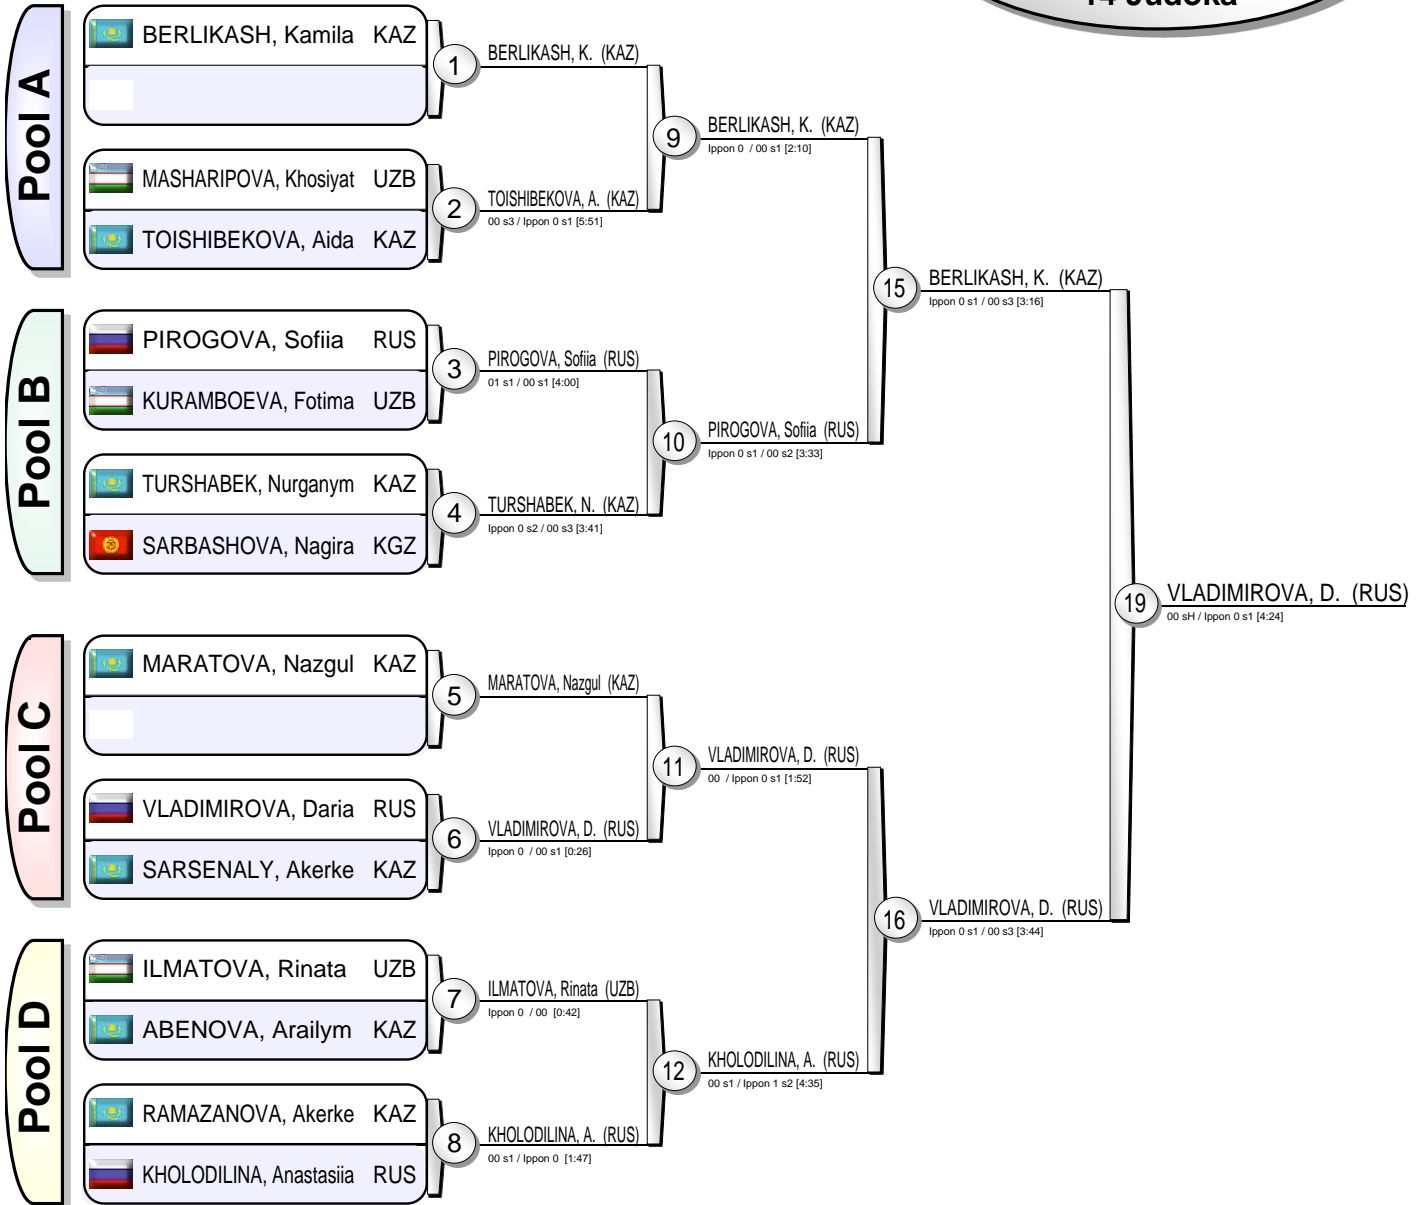 14 Judoka
Pool A
BERLIKASH, Kamila KAZ
MASHARIPOVA, Khosiyat UZB
TOISHIBEKOVA, Aida KAZ
Pool B
PIROGOVA, Sofiia RUS
KURAMBOEVA, Fotima UZB
TURSHABEK, Nurganym KAZ
SARBASHOVA, Nagira KGZ
Pool C
MARATOVA, Nazgul KAZ
VLADIMIROVA, Daria RUS
SARSENALY, Akerke KAZ
Pool D
ILMATOVA, Rinata UZB
ABENOVA, Arailym KAZ
RAMAZANOVA, Akerke KAZ
KHOLODILINA, Anastasiia RUS
1
BERLIKASH, K. (KAZ)
2
TOISHIBEKOVA, A. (KAZ)
00 s3 / Ippon 0 s1 [5:51]
3
PIROGOVA, Sofiia (RUS)
01 s1 / 00 s1 [4:00]
4
TURSHABEK, N. (KAZ)
Ippon 0 s2 / 00 s3 [3:41]
5
MARATOVA, Nazgul (KAZ)
6
VLADIMIROVA, D. (RUS)
Ippon 0 / 00 s1 [0:26]
7
ILMATOVA, Rinata (UZB)
Ippon 0 / 00 [0:42]
8
KHOLODILINA, A. (RUS)
00 s1 / Ippon 0 [1:47]
9
BERLIKASH, K. (KAZ)
Ippon 0 / 00 s1 [2:10]
10
PIROGOVA, Sofiia (RUS)
Ippon 0 s1 / 00 s2 [3:33]
11
VLADIMIROVA, D. (RUS)
00 / Ippon 0 s1 [1:52]
12
KHOLODILINA, A. (RUS)
00 s1 / Ippon 1 s2 [4:35]
15
BERLIKASH, K. (KAZ)
Ippon 0 s1 / 00 s3 [3:16]
16
VLADIMIROVA, D. (RUS)
Ippon 0 s1 / 00 s3 [3:44]
19
VLADIMIROVA, D. (RUS)
00 sH / Ippon 0 s1 [4:24]